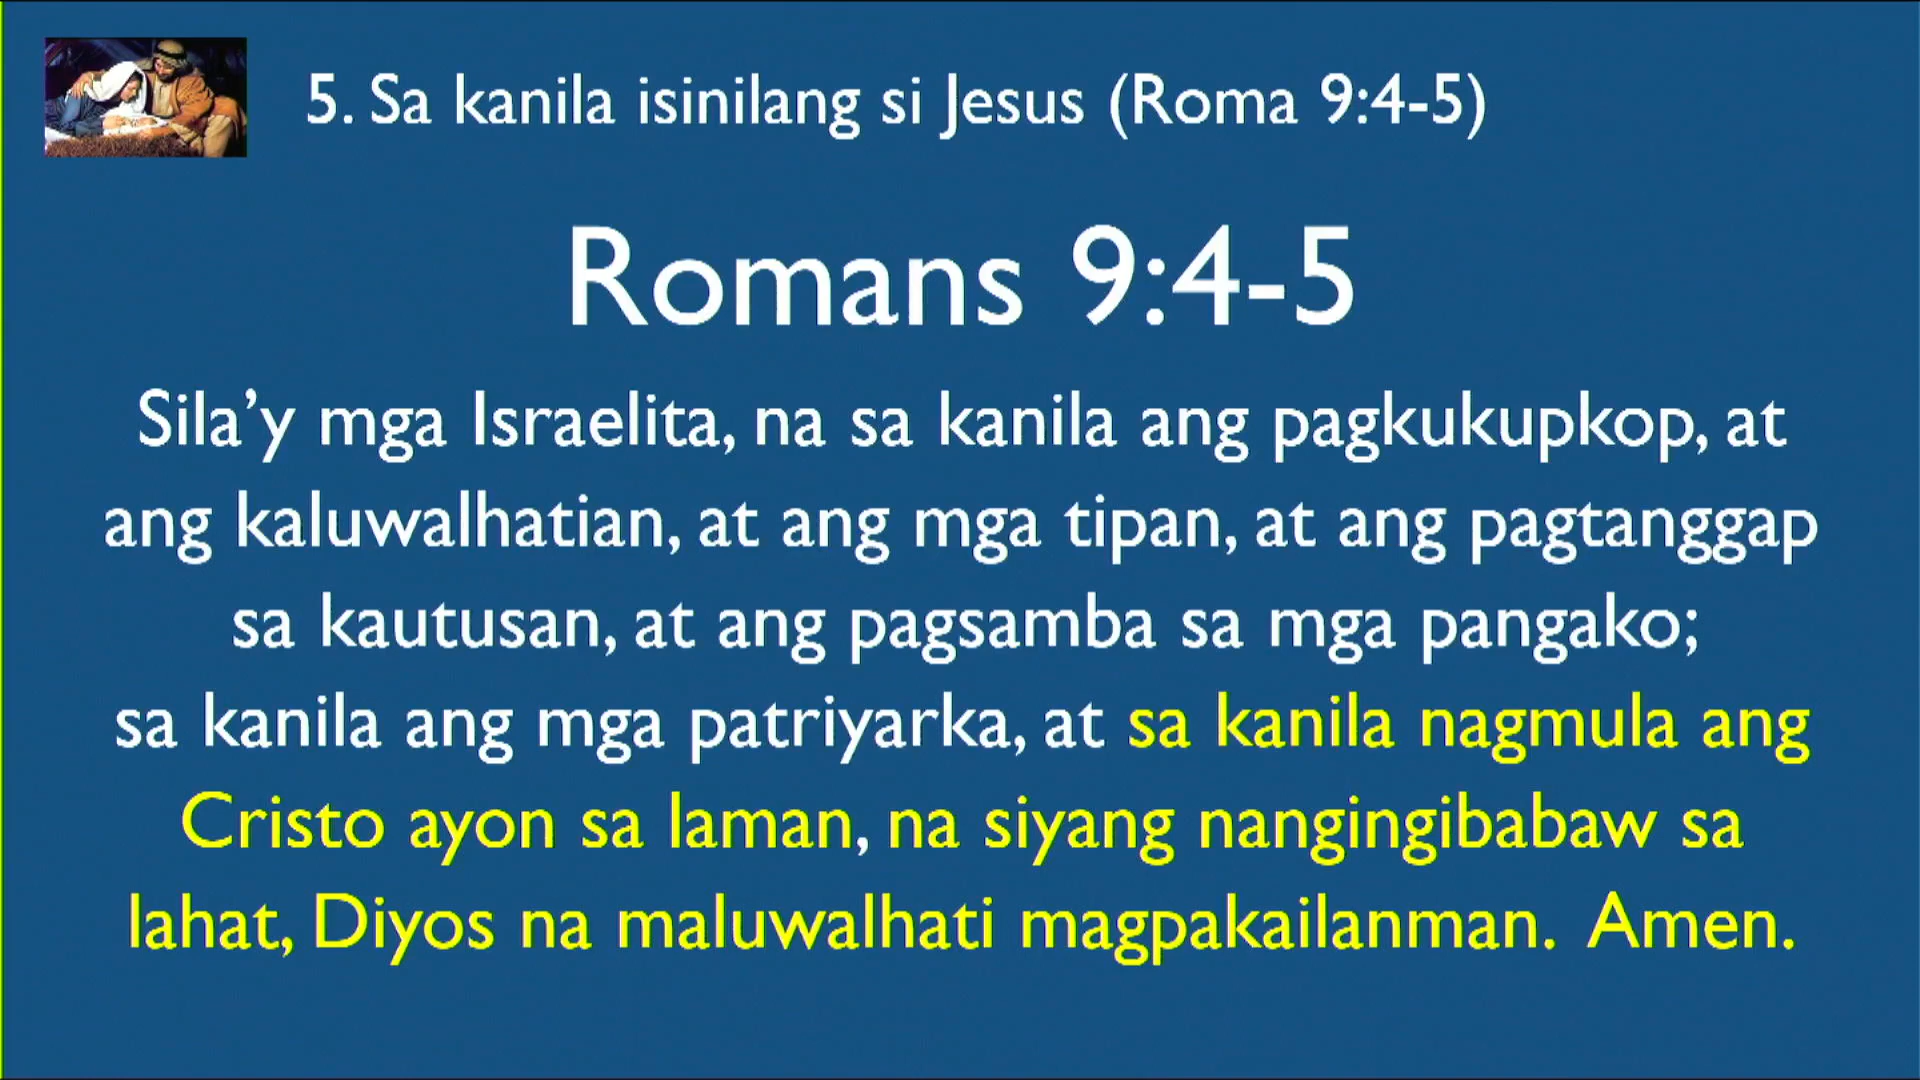 5. Sa kanila isinilang si Jesus (Roma 9:4-5)
Romans 9:4-5
Sila’y mga Israelita, na sa kanila ang pagkukupkop, at
ang kaluwalhatian, at ang mga tipan, at ang pagtanggap
sa kautusan, at ang pagsamba sa mga pangako;
sa kanila ang mga patriyarka, at sa kanila nagmula ang
Cristo ayon sa laman, na siyang nangingibabaw sa
lahat, Diyos na maluwalhati magpakailanman. Amen.